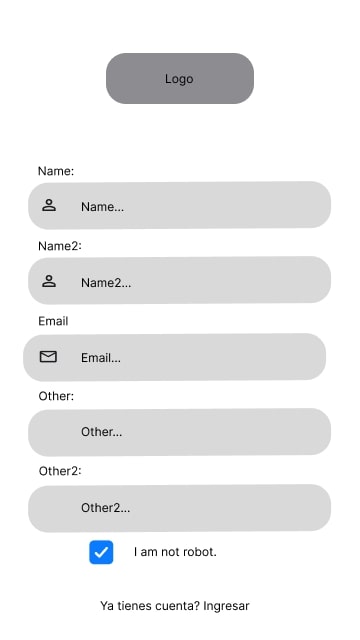 Logo
Name:
Name...
Name2:
Name2...
Email
Email...
Other:
Other...
Other2:
Other2...
I am not robot.
Ya tienes cuenta? Ingresar